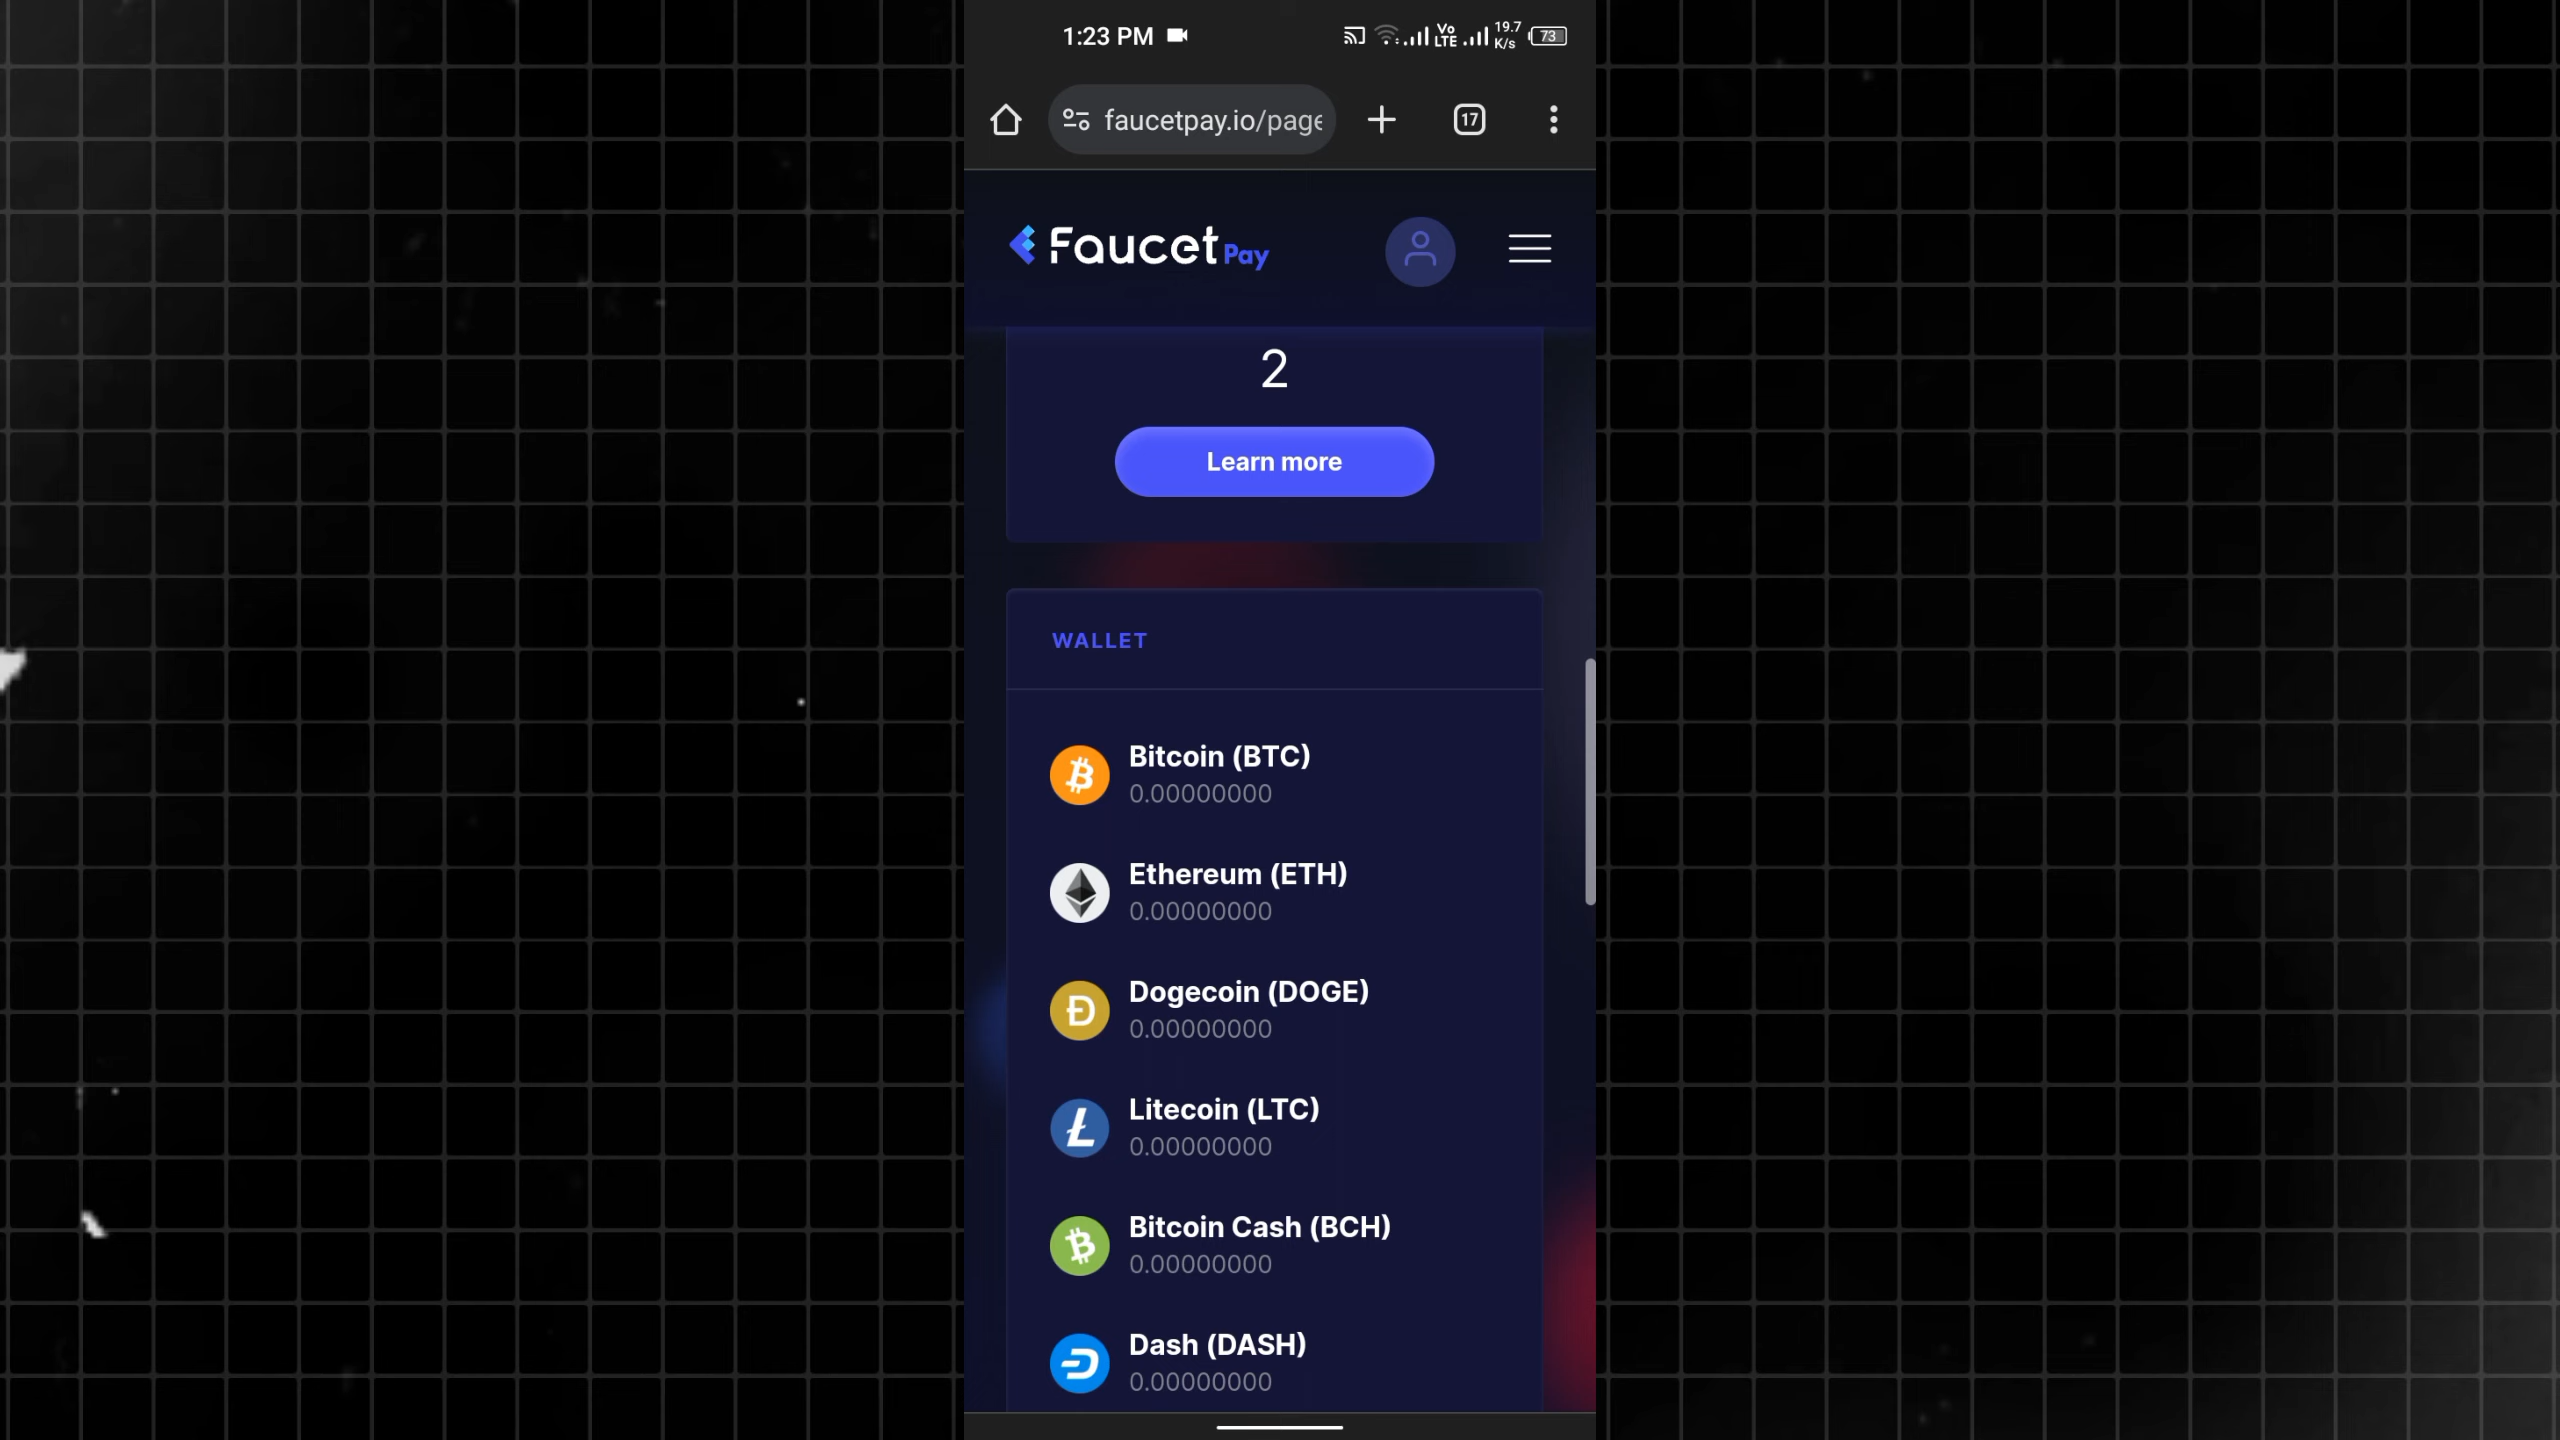 1:23 PM
Vo LTE
19.7 K/s
73
faucetpay.io/page
17
Faucet Pay
2
Learn more
WALLET
Bitcoin (BTC)
0.00000000
Ethereum (ETH)
0.00000000
Dogecoin (DOGE)
0.00000000
Litecoin (LTC)
0.00000000
Bitcoin Cash (BCH)
0.00000000
Dash (DASH)
0.00000000